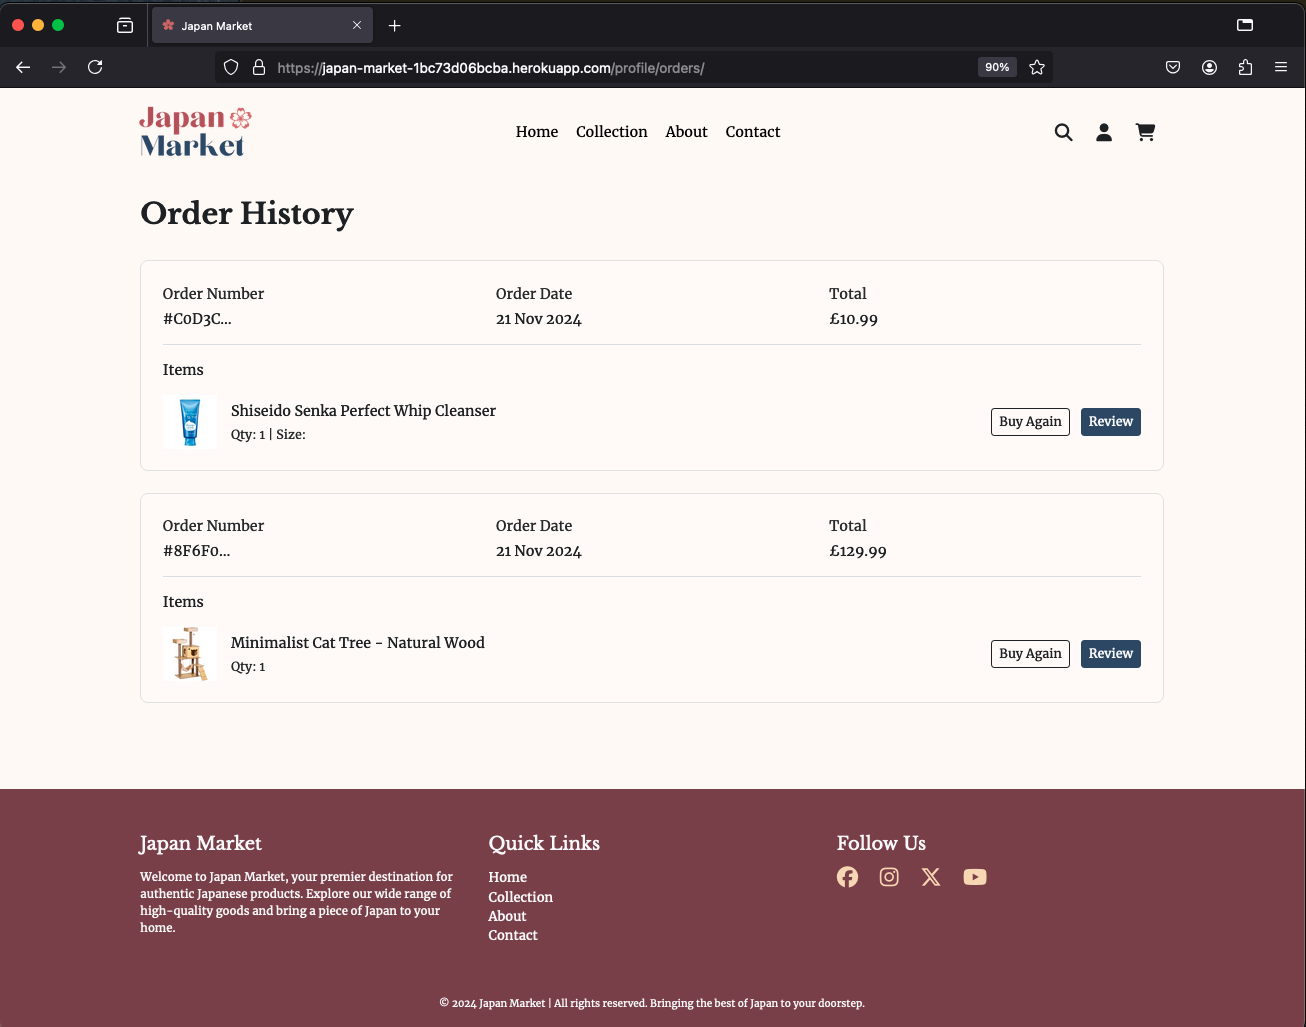 Japan Market
https://japan-market-1bc73d06bcba.herokuapp.com/profile/orders/
90%
Japan
Market
Home Collection About Contact
Order History
Order Number Order Date Total
#C0D3C... 21 Nov 2024 £10.99
Items
Shiseido Senka Perfect Whip Cleanser
Qty: 1 | Size:
Buy Again Review
Order Number Order Date Total
#8F6F0... 21 Nov 2024 £129.99
Items
Minimalist Cat Tree - Natural Wood
Qty: 1
Buy Again Review
Japan Market
Welcome to Japan Market, your premier destination for
authentic Japanese products. Explore our wide range of
high-quality goods and bring a piece of Japan to your
home.
Quick Links
Home
Collection
About
Contact
Follow Us
© 2024 Japan Market | All rights reserved. Bringing the best of Japan to your doorstep.